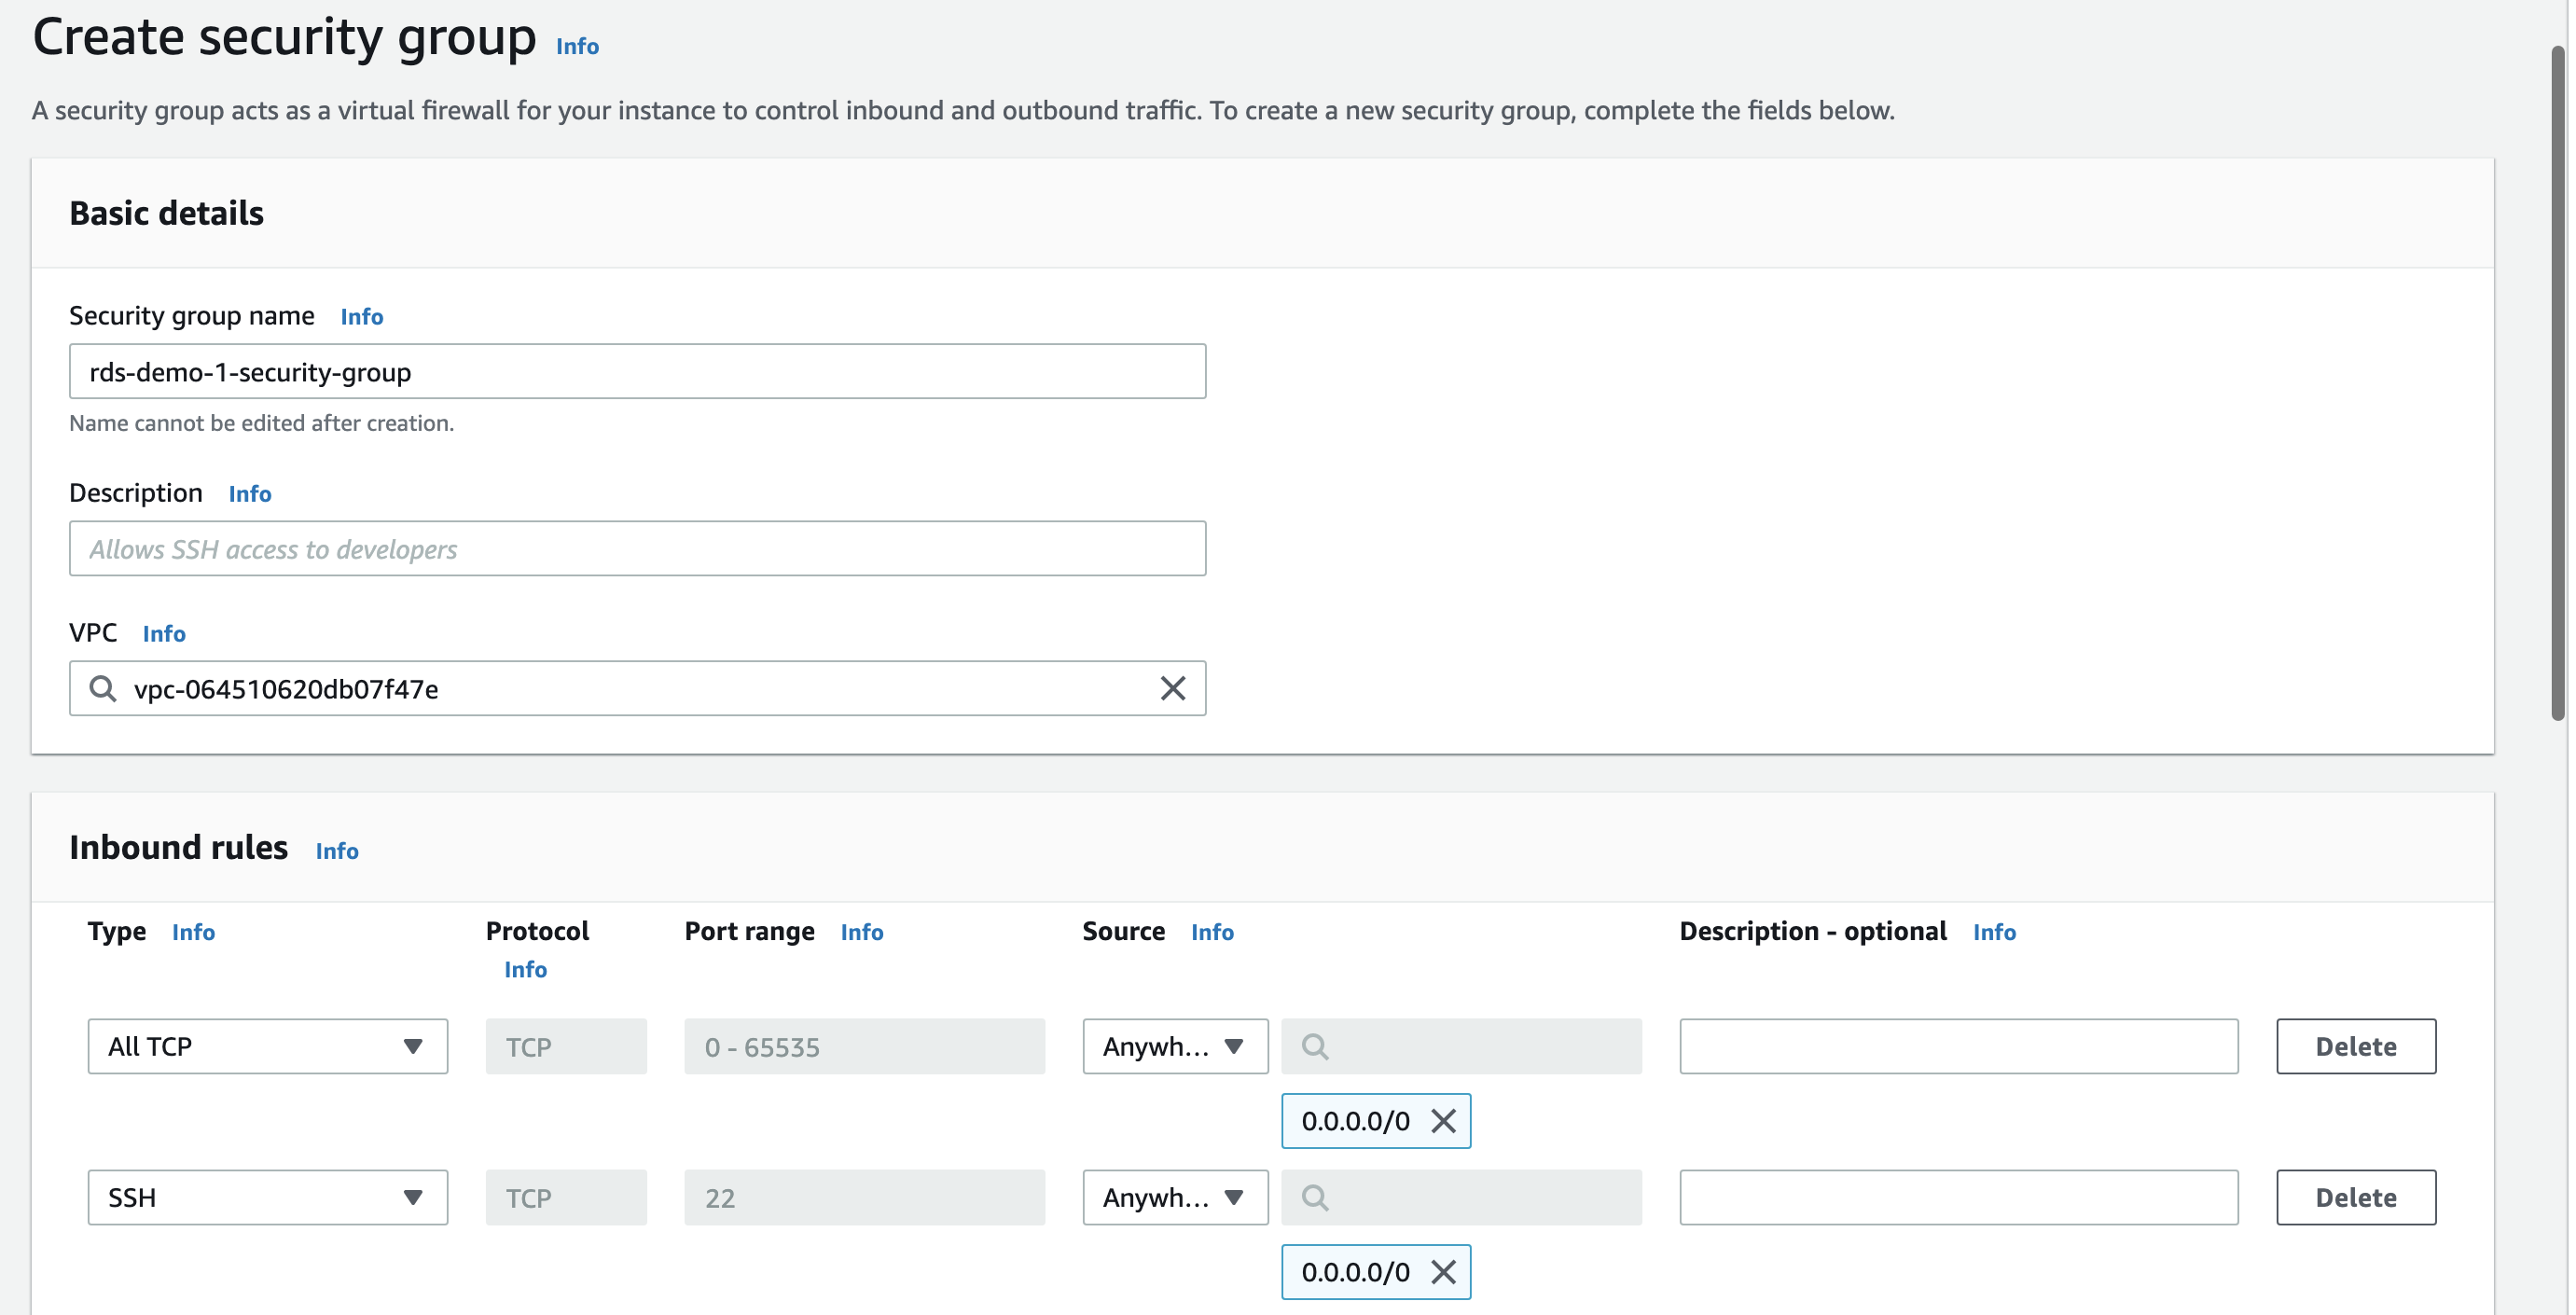 Create security group Info
A security group acts as a virtual firewall for your instance to control inbound and outbound traffic. To create a new security group, complete the fields below.
Basic details
Security group name Info
rds-demo-1-security-group
Name cannot be edited after creation.
Description Info
Allows SSH access to developers
VPC Info
vpc-064510620db07f47e
Inbound rules Info
Type Info Protocol Info Port range Info Source Info Description - optional Info
All TCP TCP 0 - 65535 Anywh... Delete
0.0.0.0/0
SSH TCP 22 Anywh... Delete
0.0.0.0/0